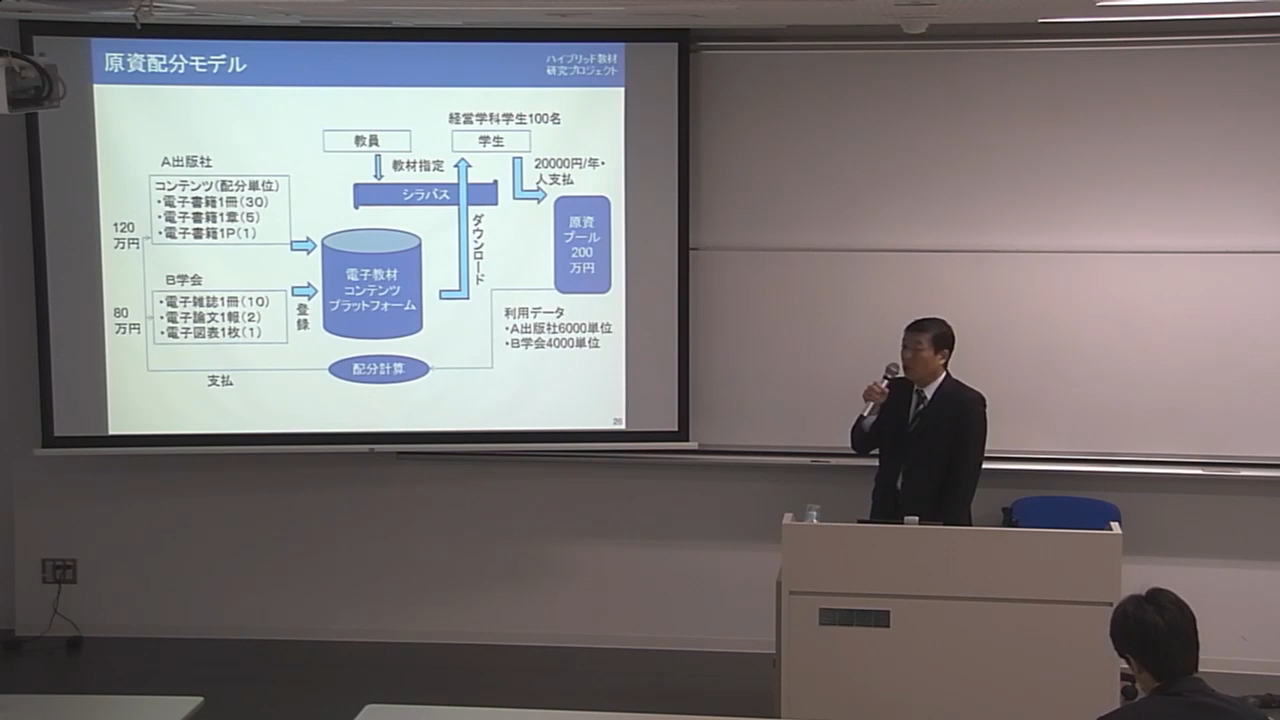 原資配分モデル
ハイブリッド教材
研究プロジェクト
経営学科学生100名
教員
学生
教材指定
20000円/年・
人支払
A出版社
コンテンツ(配分単位)
・電子書籍1冊(30)
・電子書籍1章(5)
・電子書籍1P(1)
シラバス
120
万円
原資
プール
200
万円
ダウンロード
電子教材
コンテンツ
プラットフォーム
B学会
・電子雑誌1冊(10)
・電子論文1報(2)
・電子図表1枚(1)
登録
80
万円
利用データ
・A出版社6000単位
・B学会4000単位
配分計算
支払
26